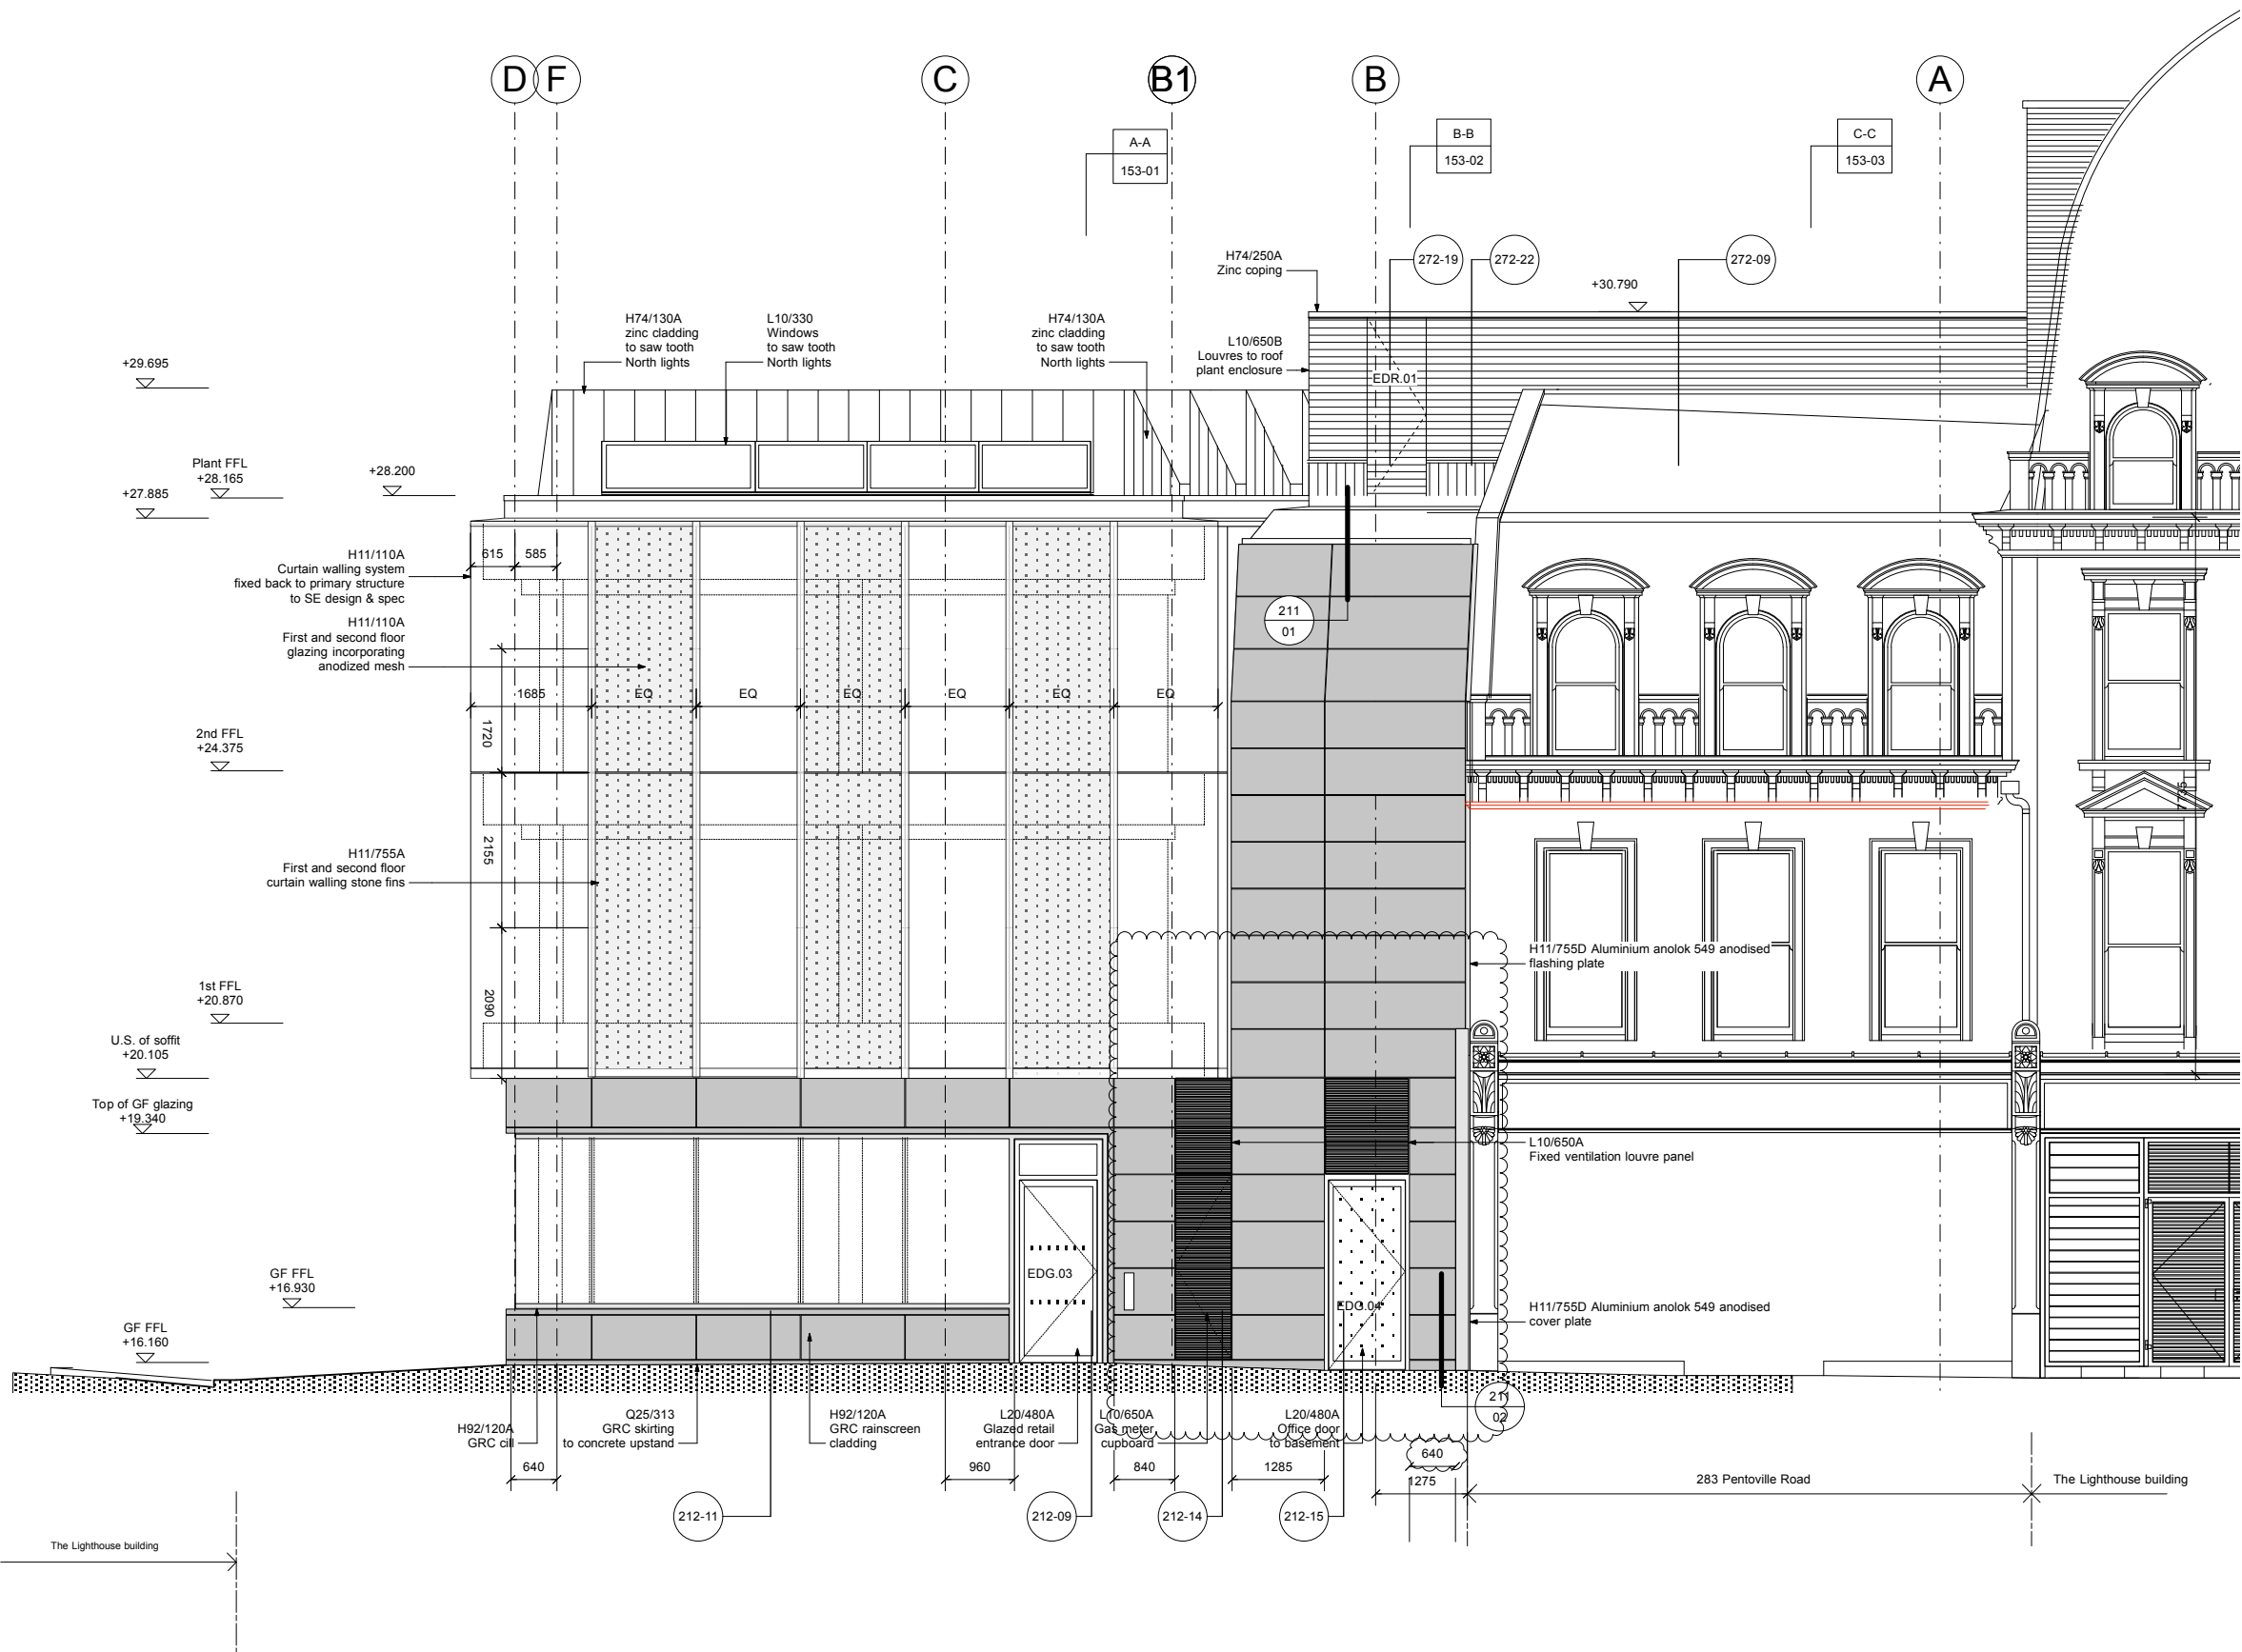 D
F
C
B1
B
A
A-A
153-01
B-B
153-02
C-C
153-03
272-19
272-22
272-09
H74/250A
Zinc coping
+30.790
H74/130A
zinc cladding
to saw tooth
North lights
L10/330
Windows
to saw tooth
North lights
H74/130A
zinc cladding
to saw tooth
North lights
L10/650B
Louvres to roof
plant enclosure
EDR.01
+29.695
Plant FFL
+28.165
+28.200
+27.885
H11/110A
Curtain walling system
fixed back to primary structure
to SE design & spec
615
585
H11/110A
First and second floor
glazing incorporating
anodized mesh
211
01
1685
EQ
EQ
EQ
EQ
EQ
EQ
1720
2nd FFL
+24.375
2155
H11/755A
First and second floor
curtain walling stone fins
H11/755D Aluminium anolok 549 anodised
flashing plate
2090
1st FFL
+20.870
U.S. of soffit
+20.105
Top of GF glazing
+19.340
L10/650A
Fixed ventilation louvre panel
GF FFL
+16.930
EDG.03
EDG.04
H11/755D Aluminium anolok 549 anodised
cover plate
GF FFL
+16.160
H92/120A
GRC cill
Q25/313
GRC skirting
to concrete upstand
H92/120A
GRC rainscreen
cladding
L20/480A
Glazed retail
entrance door
L10/650A
Gas meter
cupboard
L20/480A
Office door
to basement
211
02
640
960
840
1285
640
1275
283 Pentoville Road
The Lighthouse building
212-11
212-09
212-14
212-15
The Lighthouse building